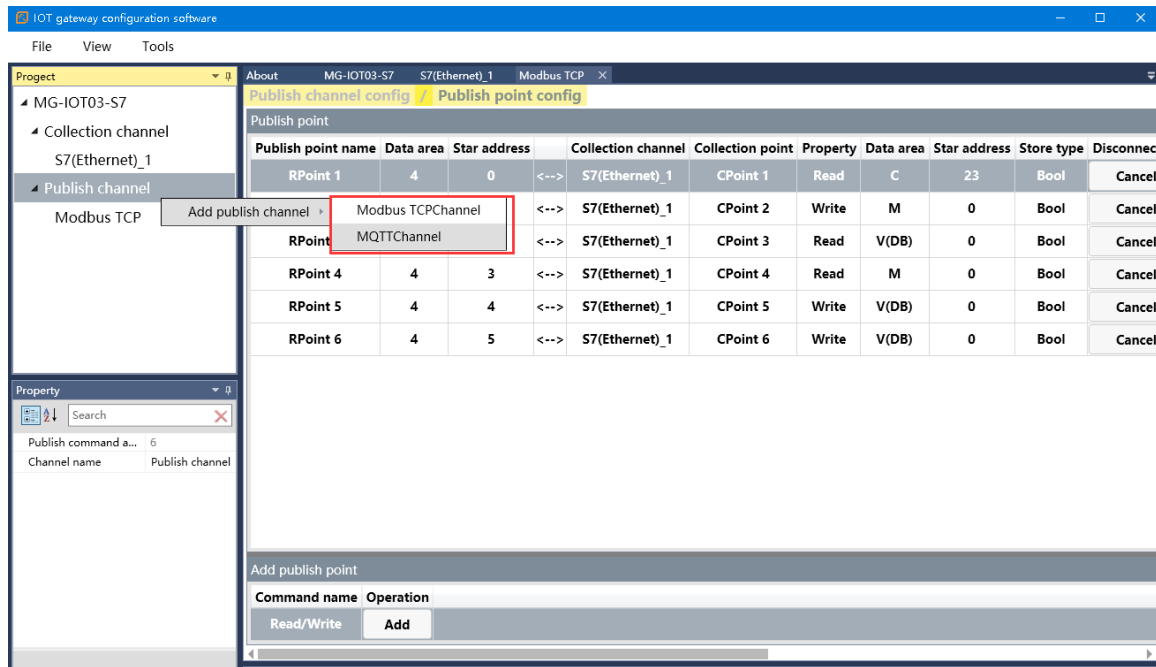 IOT gateway configuration software
File View Tools
Progect
MG-IOT03-S7
Collection channel
S7(Ethernet)_1
Publish channel
Modbus TCP
Add publish channel
Modbus TCPChannel
MQTTChannel
Property
Search
Publish command a... 6
Channel name Publish channel
About MG-IOT03-S7 S7(Ethernet)_1 Modbus TCP
Publish channel config / Publish point config
Publish point
Publish point name Data area Star address Collection channel Collection point Property Data area Star address Store type Disconnec
RPoint 1 4 0 <--> S7(Ethernet)_1 CPoint 1 Read C 23 Bool Cancel
<--> S7(Ethernet)_1 CPoint 2 Write M 0 Bool Cancel
RPoint <--> S7(Ethernet)_1 CPoint 3 Read V(DB) 0 Bool Cancel
RPoint 4 4 3 <--> S7(Ethernet)_1 CPoint 4 Read M 0 Bool Cancel
RPoint 5 4 4 <--> S7(Ethernet)_1 CPoint 5 Write V(DB) 0 Bool Cancel
RPoint 6 4 5 <--> S7(Ethernet)_1 CPoint 6 Write V(DB) 0 Bool Cancel
Add publish point
Command name Operation
Read/Write Add